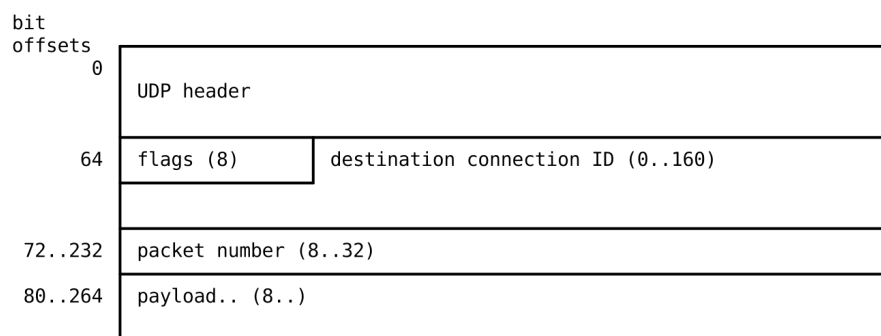 bit
offsets
0
UDP header
64 flags (8) destination connection ID (0..160)
72..232 packet number (8..32)
80..264 payload.. (8..)